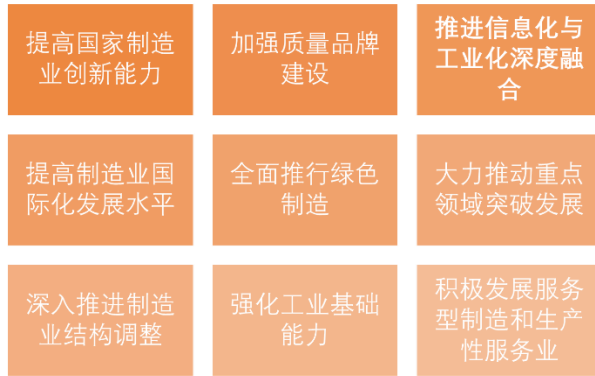 提高国家制造
业创新能力
加强质量品牌
建设
推进信息化与
工业化深度融
合
提高制造业国
际化发展水平
全面推行绿色
制造
大力推动重点
领域突破发展
深入推进制造
业结构调整
强化工业基础
能力
积极发展服务
型制造和生产
性服务业